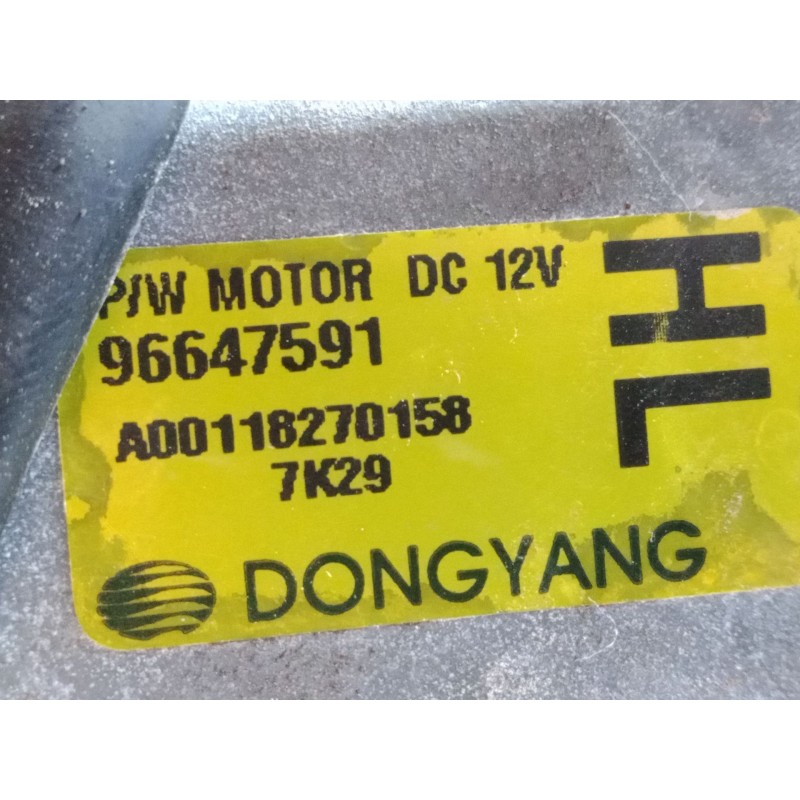 P/W MOTOR DC 12V
96647591
A00118270158
7K29
DONGYANG
HL